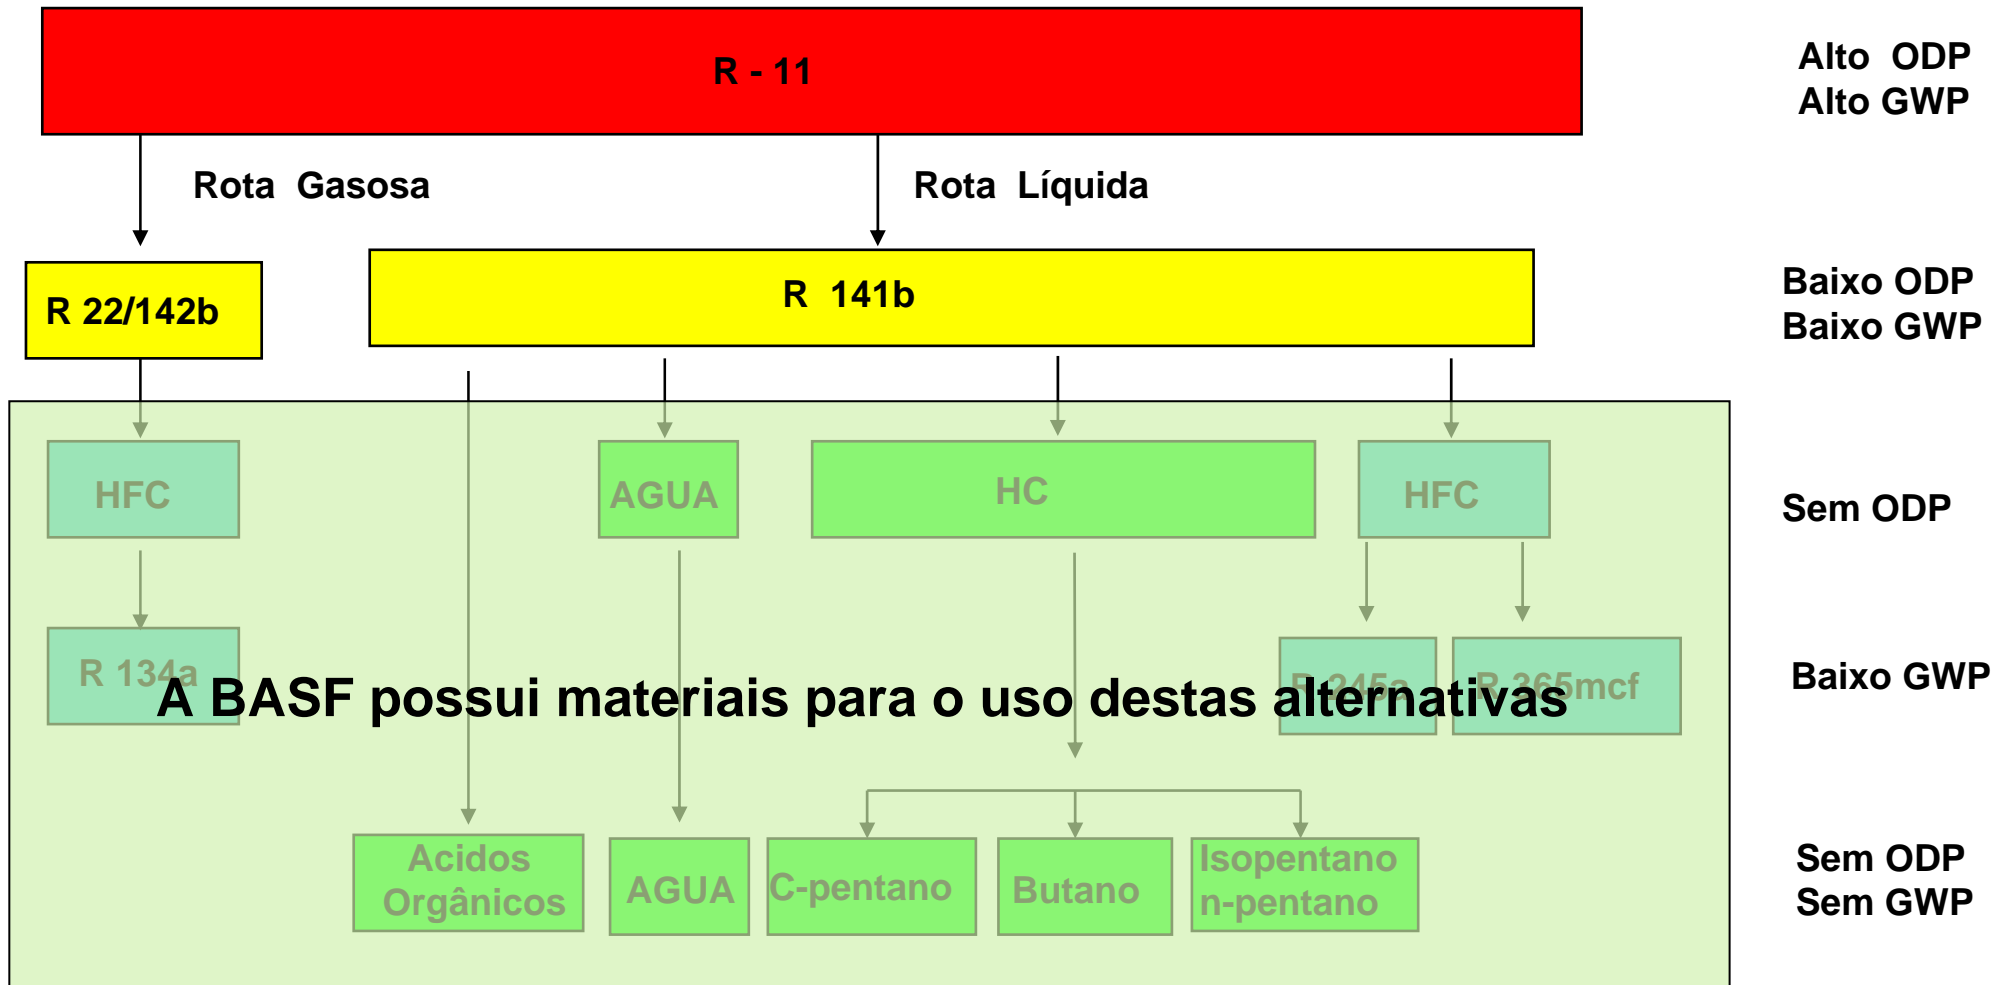 R - 11
Alto ODP
Alto GWP
Rota Gasosa
Rota Líquida
R 22/142b
R 141b
Baixo ODP
Baixo GWP
HFC
AGUA
HC
HFC
Sem ODP
R 134a
R 245a
R 365mcf
Baixo GWP
A BASF possui materiais para o uso destas alternativas
Acidos
Orgânicos
AGUA
C-pentano
Butano
Isopentano
n-pentano
Sem ODP
Sem GWP